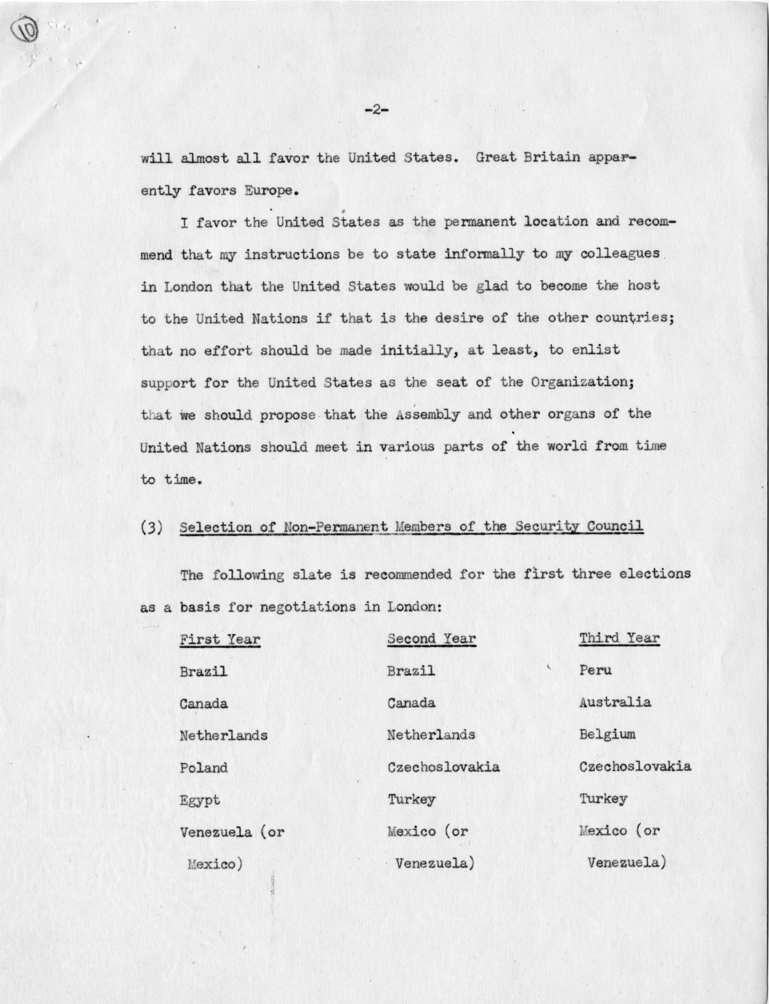 10
-2-
will almost all favor the United States. Great Britain appar-
ently favors Europe.
I favor the United States as the permanent location and recom-
mend that my instructions be to state informally to my colleagues
in London that the United States would be glad to become the host
to the United Nations if that is the desire of the other countries;
that no effort should be made initially, at least, to enlist
support for the United States as the seat of the Organization;
that we should propose that the Assembly and other organs of the
United Nations should meet in various parts of the world from time
to time.
(3) Selection of Non-Permanent Members of the Security Council
The following slate is recommended for the first three elections
as a basis for negotiations in London:
First Year Second Year Third Year
Brazil Brazil Peru
Canada Canada Australia
Netherlands Netherlands Belgium
Poland Czechoslovakia Czechoslovakia
Egypt Turkey Turkey
Venezuela (or Mexico (or Mexico (or
Mexico) Venezuela) Venezuela)